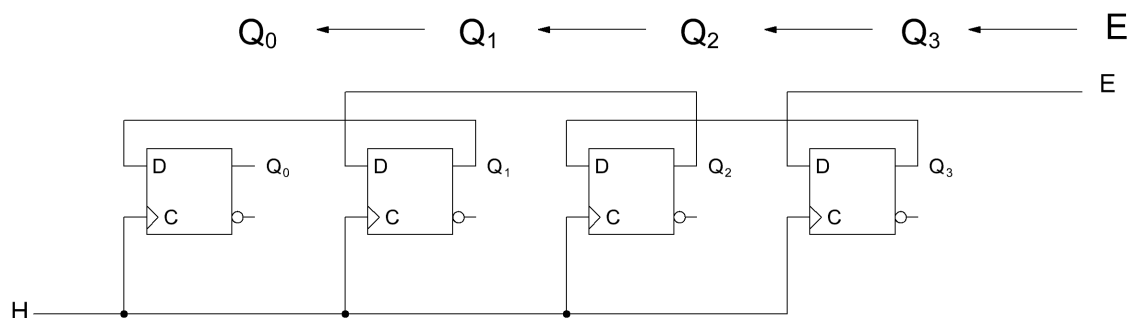 Q₀ Q₁ Q₂ Q₃ E
E
D Q₀ D Q₁ D Q₂ D Q₃
C C C C
H